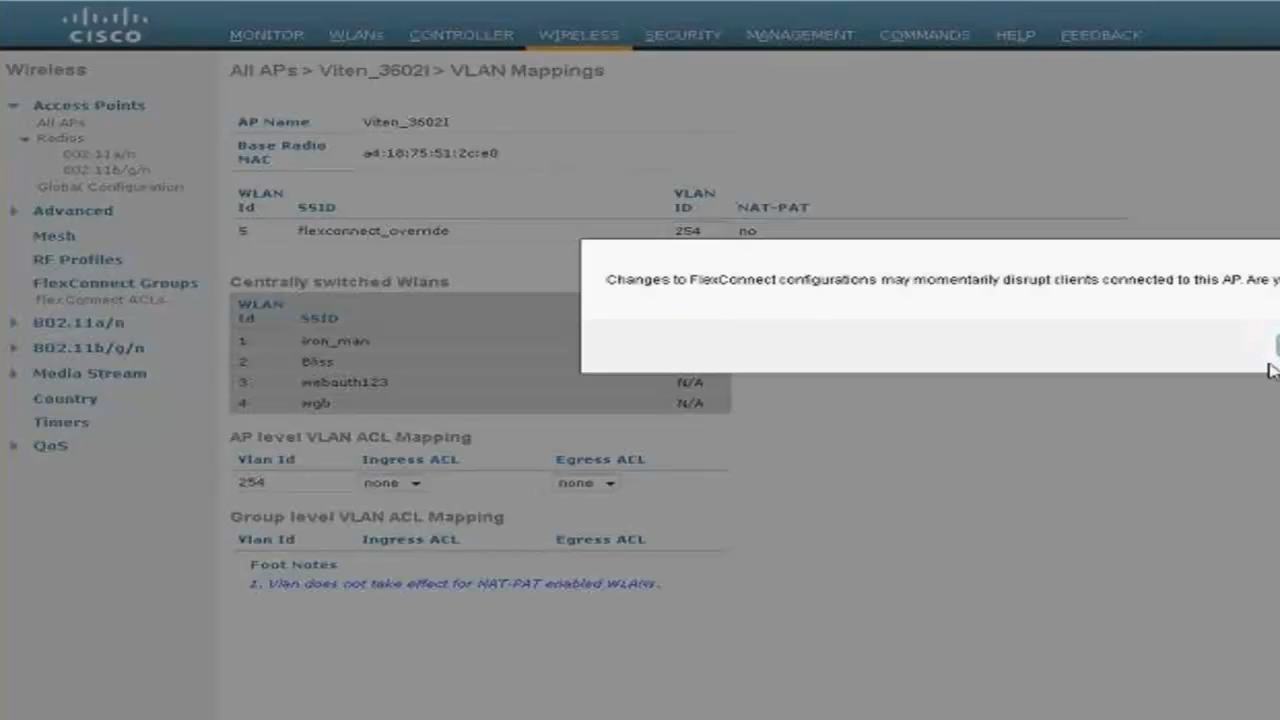 CISCO
MONITOR WLANs CONTROLLER WIRELESS SECURITY MANAGEMENT COMMANDS HELP FEEDBACK
Wireless
Access Points
All APs
Radios
802.11a/n
802.11b/g/n
Global Configuration
Advanced
Mesh
RF Profiles
FlexConnect Groups
FlexConnect ACLs
802.11a/n
802.11b/g/n
Media Stream
Country
Timers
QoS
All APs > Viten_3602I > VLAN Mappings
AP Name Viten_3602I
Base Radio
MAC a4:18:75:51:2c:e0
WLAN VLAN
Id SSID ID NAT-PAT
5 flexconnect_override 254 no
Changes to FlexConnect configurations may momentarily disrupt clients connected to this AP. Are y
Centrally switched Wlans
WLAN
Id SSID
1 iron_man
2 Bliss
3 webauth123 N/A
4 wgb N/A
AP level VLAN ACL Mapping
Vlan Id Ingress ACL Egress ACL
254 none none
Group level VLAN ACL Mapping
Vlan Id Ingress ACL Egress ACL
Foot Notes
1. Vlan does not take effect for NAT-PAT enabled WLANs.